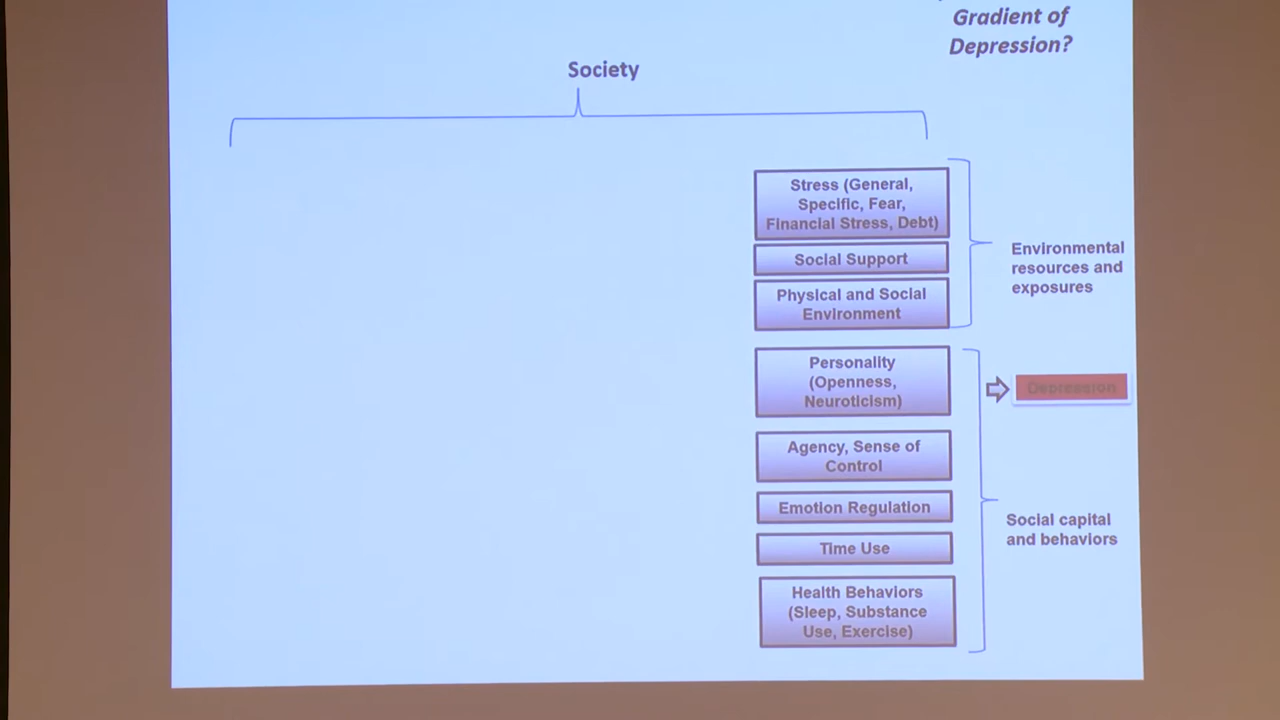 Gradient of
Depression?
Society
Stress (General,
Specific, Fear,
Financial Stress, Debt)
Social Support
Physical and Social
Environment
Environmental
resources and
exposures
Personality
(Openness,
Neuroticism)
Depression
Agency, Sense of
Control
Emotion Regulation
Time Use
Social capital
and behaviors
Health Behaviors
(Sleep, Substance
Use, Exercise)